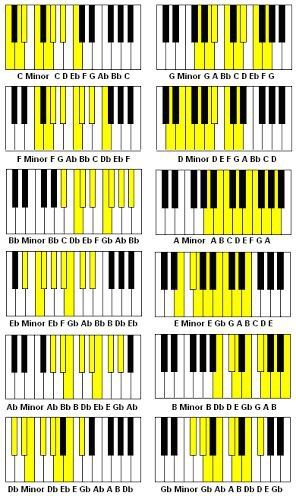 C Minor C D Eb F G Ab Bb C
G Minor G A Bb C D Eb F G
F Minor F G Ab Bb C Db Eb F
D Minor D E F G A Bb C D
Bb Minor Bb C Db Eb F Gb Ab Bb
A Minor A B C D E F G A
Eb Minor Eb F Gb Ab Bb B Db Eb
E Minor E Gb G A B C D E
Ab Minor Ab Bb B Db Eb E Gb Ab
B Minor B Db D E Gb G A B
Db Minor Db Eb E Gb Ab A B Db
Gb Minor Gb Ab A B Db D E Gb